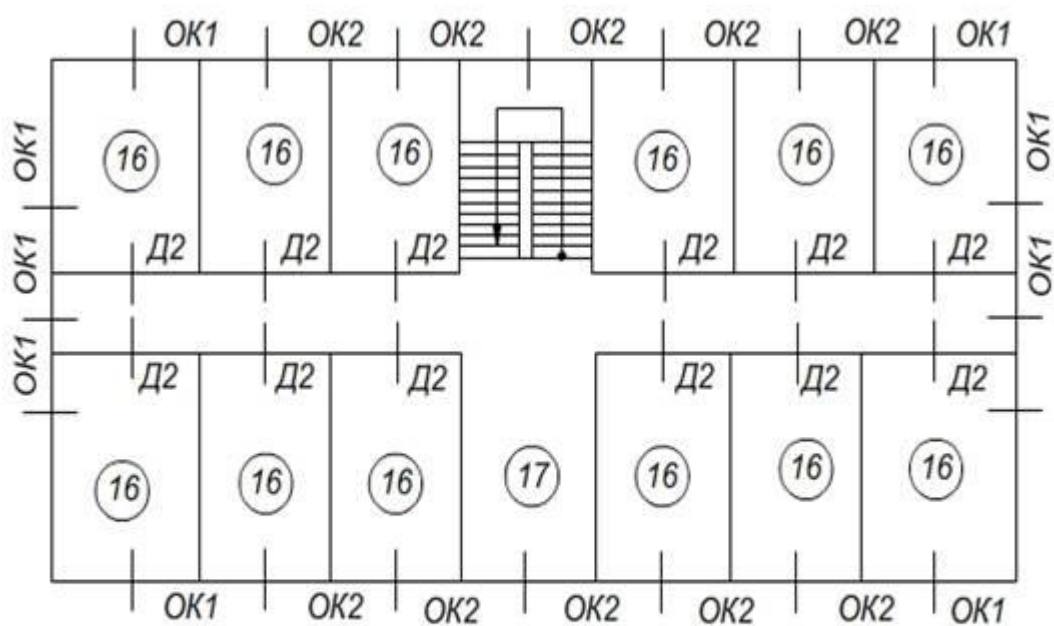 ОК1 ОК2 ОК2 ОК2 ОК2 ОК2 ОК1
ОК1 16 16 16 16 16 16 ОК1
Д2 Д2 Д2 Д2 Д2 Д2
ОК1 ОК1
ОК1 Д2 Д2 Д2 Д2 Д2 Д2
16 16 16 17 16 16 16
ОК1 ОК2 ОК2 ОК2 ОК2 ОК2 ОК1